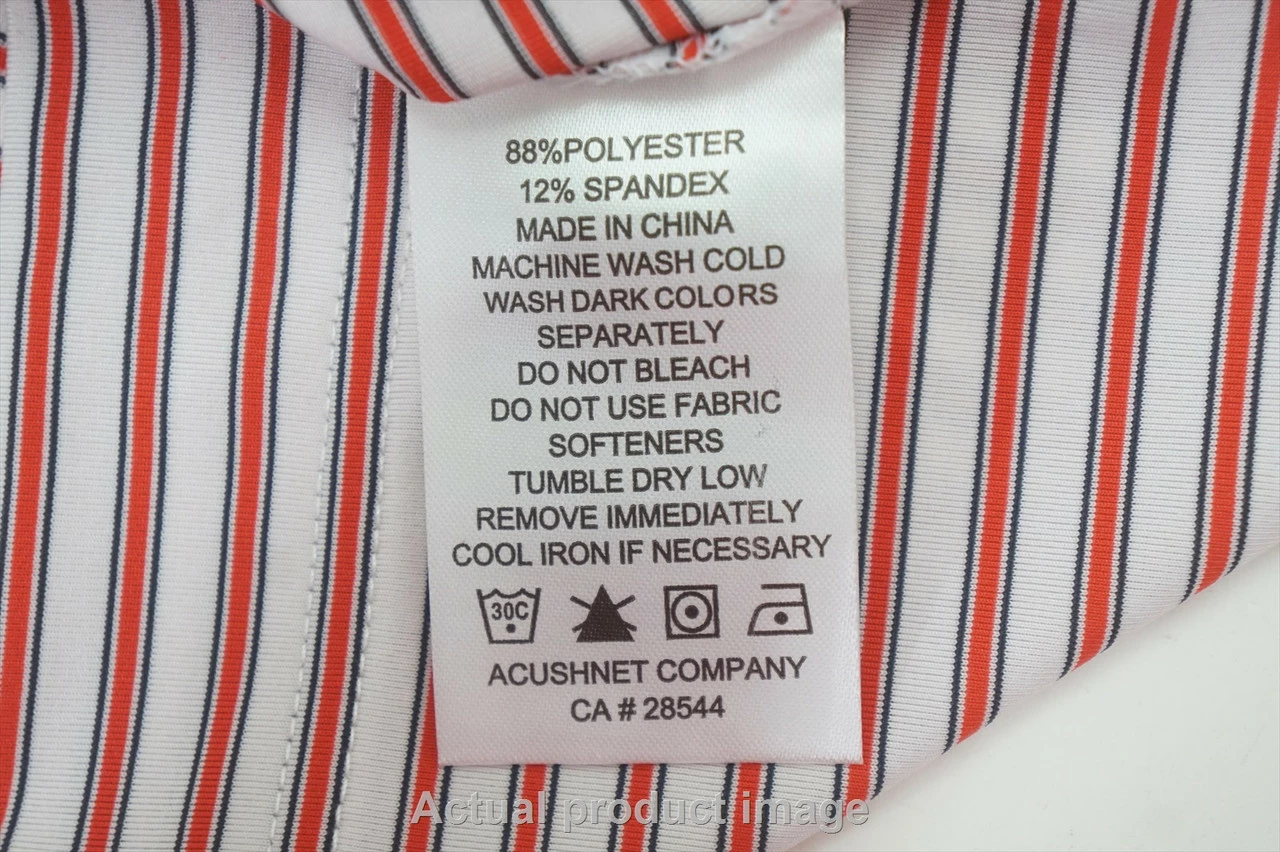 88%POLYESTER
12% SPANDEX
MADE IN CHINA
MACHINE WASH COLD
WASH DARK COLORS
SEPARATELY
DO NOT BLEACH
DO NOT USE FABRIC
SOFTENERS
TUMBLE DRY LOW
REMOVE IMMEDIATELY
COOL IRON IF NECESSARY
30C
ACUSHNET COMPANY
CA # 28544
Actual product image